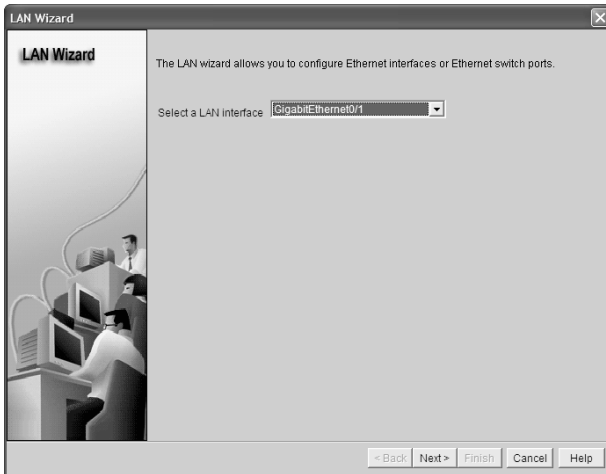 LAN Wizard
LAN Wizard
The LAN wizard allows you to configure Ethernet interfaces or Ethernet switch ports.
Select a LAN interface GigabitEthernet0/1
< Back Next > Finish Cancel Help